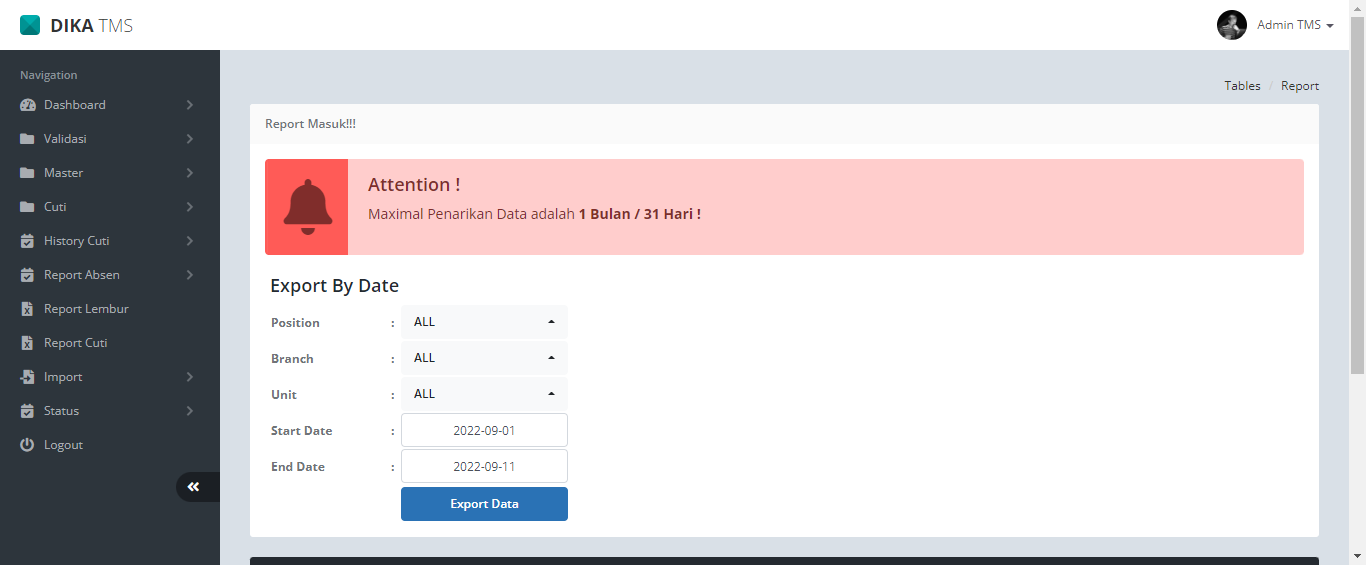 DIKA TMS
Admin TMS
Navigation
Dashboard
Validasi
Master
Cuti
History Cuti
Report Absen
Report Lembur
Report Cuti
Import
Status
Logout
Tables / Report
Report Masuk!!!
Attention !
Maximal Penarikan Data adalah 1 Bulan / 31 Hari !
Export By Date
Position : ALL
Branch : ALL
Unit : ALL
Start Date : 2022-09-01
End Date : 2022-09-11
Export Data